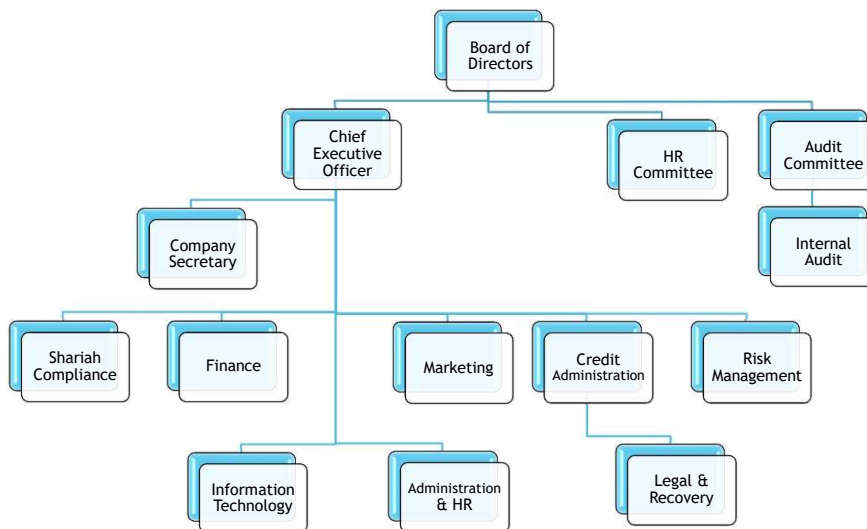 Board of
Directors
Chief
Executive
Officer
HR
Committee
Audit
Committee
Company
Secretary
Internal
Audit
Shariah
Compliance
Finance
Marketing
Credit
Administration
Risk
Management
Information
Technology
Administration
& HR
Legal &
Recovery